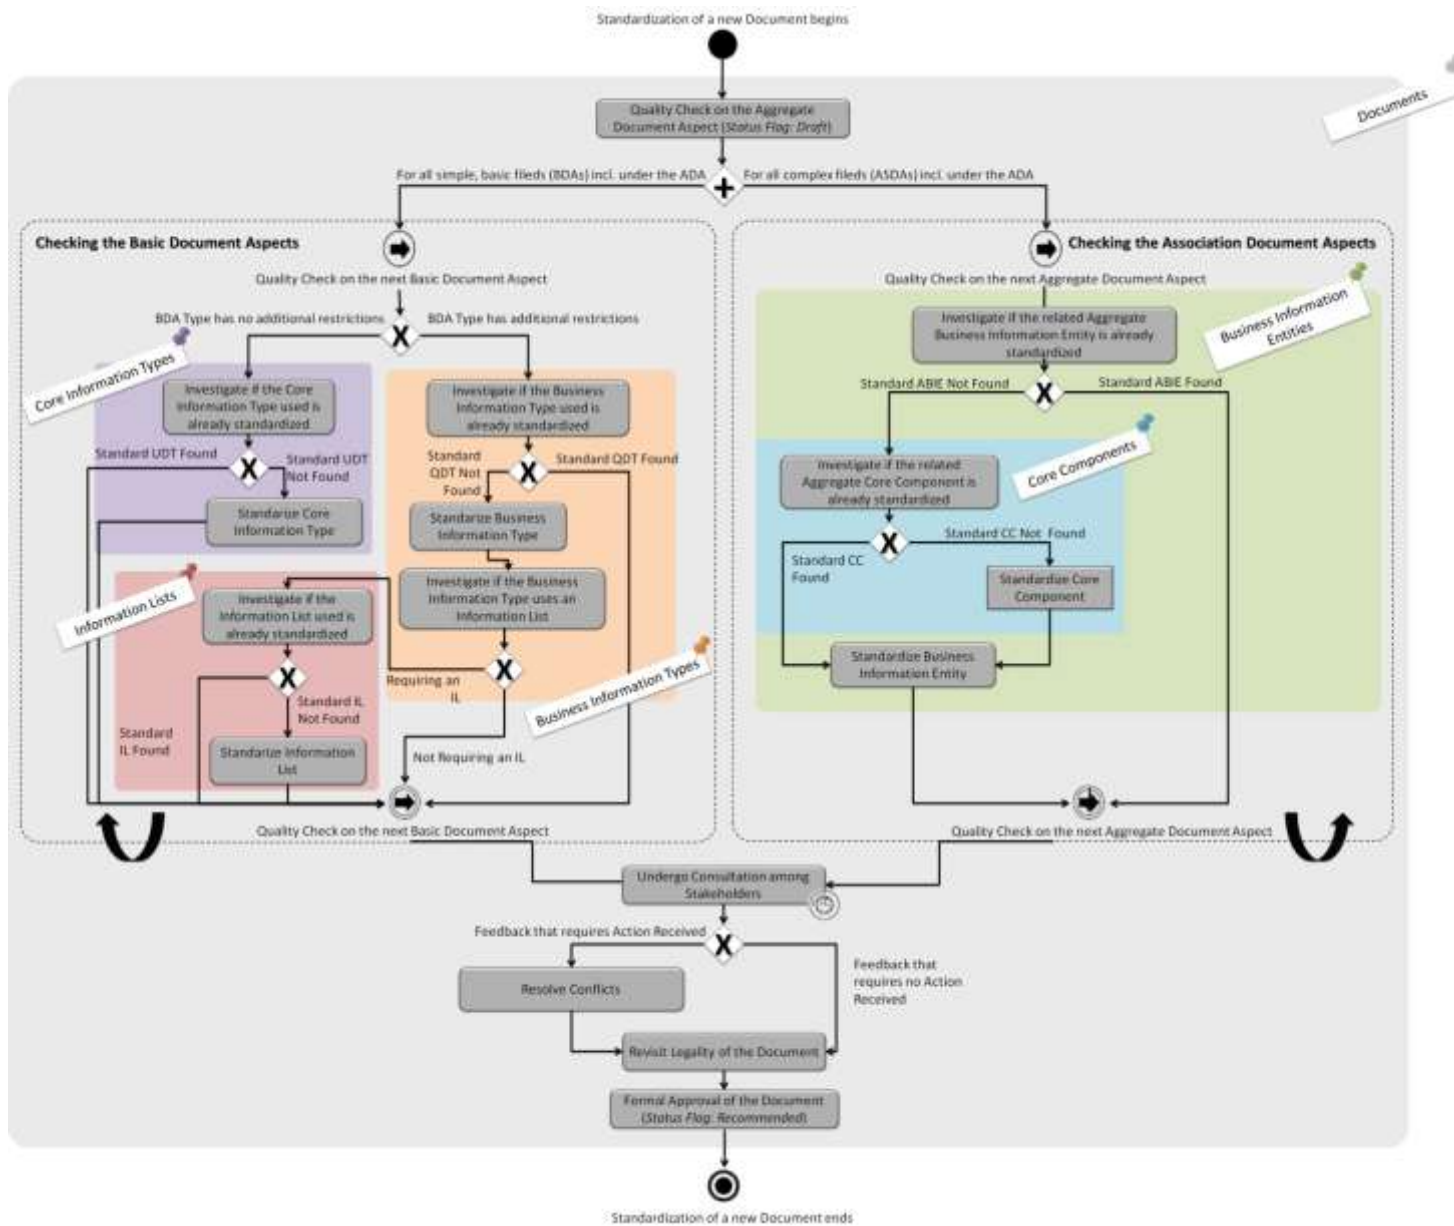 Standardization of a new Document begins
Documents
Quality Check on the Aggregate
Document Aspect (Status Flag: Draft)
For all simple, basic fileds (BDAs) incl. under the ADA
For all complex fileds (ASDAs) incl. under the ADA
Checking the Basic Document Aspects
Quality Check on the next Basic Document Aspect
BDA Type has no additional restrictions
BDA Type has additional restrictions
Core Information Types
Investigate if the Core
Information Type used is
already standardized
Standard UDT Found
Standard UDT
Not Found
Standarize Core
Information Type
Investigate if the Business
Information Type used is
already standardized
Standard
QDT Not
Found
Standard QDT Found
Standarize Business
Information Type
Investigate if the Business
Information Type uses an
Information List
Requiring an
IL
Business Information Types
Not Requiring an IL
Information Lists
Investigate if the
Information List used is
already standardized
Standard IL
Not Found
Standard
IL Found
Standarize Information
List
Quality Check on the next Basic Document Aspect
Checking the Association Document Aspects
Quality Check on the next Aggregate Document Aspect
Business Information
Entities
Investigate if the related Aggregate
Business Information Entity is already
standardized
Standard ABIE Not Found
Standard ABIE Found
Core Components
Investigate if the related
Aggregate Core Component is
already standardized
Standard CC Not Found
Standard CC
Found
Standardize Core
Component
Standardize Business
Information Entity
Quality Check on the next Aggregate Document Aspect
Undergo Consultation among
Stakeholders
Feedback that requires Action Received
Feedback that
requires no Action
Received
Resolve Conflicts
Revisit Legality of the Document
Formal Approval of the Document
(Status Flag: Recommended)
Standardization of a new Document ends